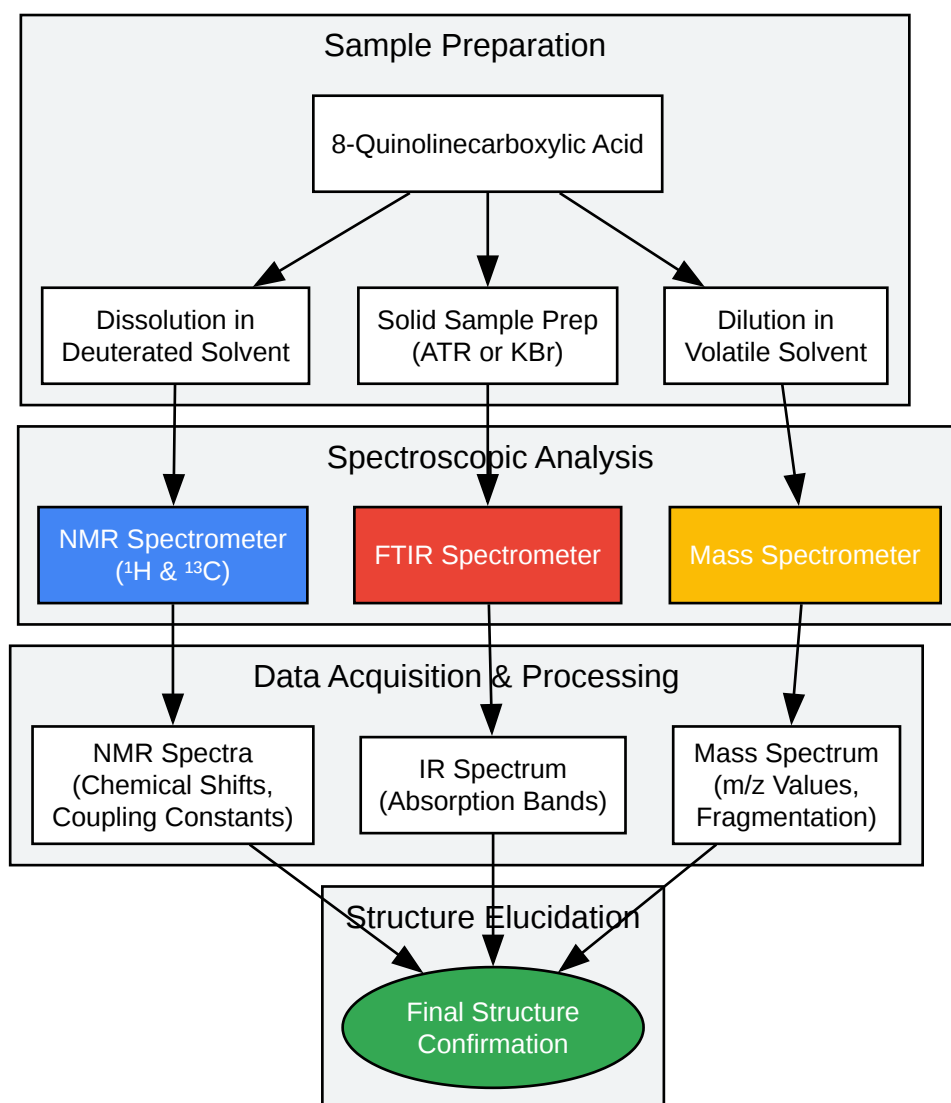 Sample Preparation
8-Quinolinecarboxylic Acid
Dissolution in
Deuterated Solvent
Solid Sample Prep
(ATR or KBr)
Dilution in
Volatile Solvent
Spectroscopic Analysis
NMR Spectrometer
(¹H & ¹³C)
FTIR Spectrometer
Mass Spectrometer
Data Acquisition & Processing
NMR Spectra
(Chemical Shifts,
Coupling Constants)
IR Spectrum
(Absorption Bands)
Mass Spectrum
(m/z Values,
Fragmentation)
Structure Elucidation
Final Structure
Confirmation